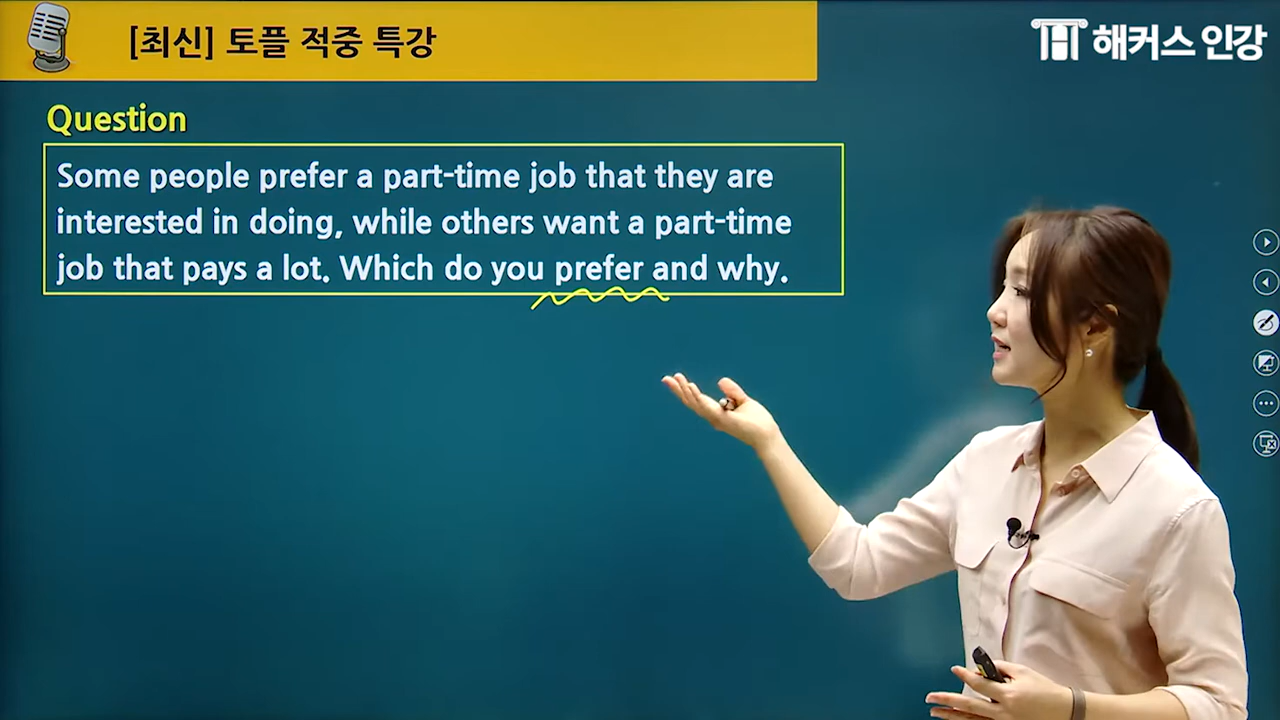 [최신] 토플 적중 특강
해커스 인강
Question
Some people prefer a part-time job that they are
interested in doing, while others want a part-time
job that pays a lot. Which do you prefer and why.